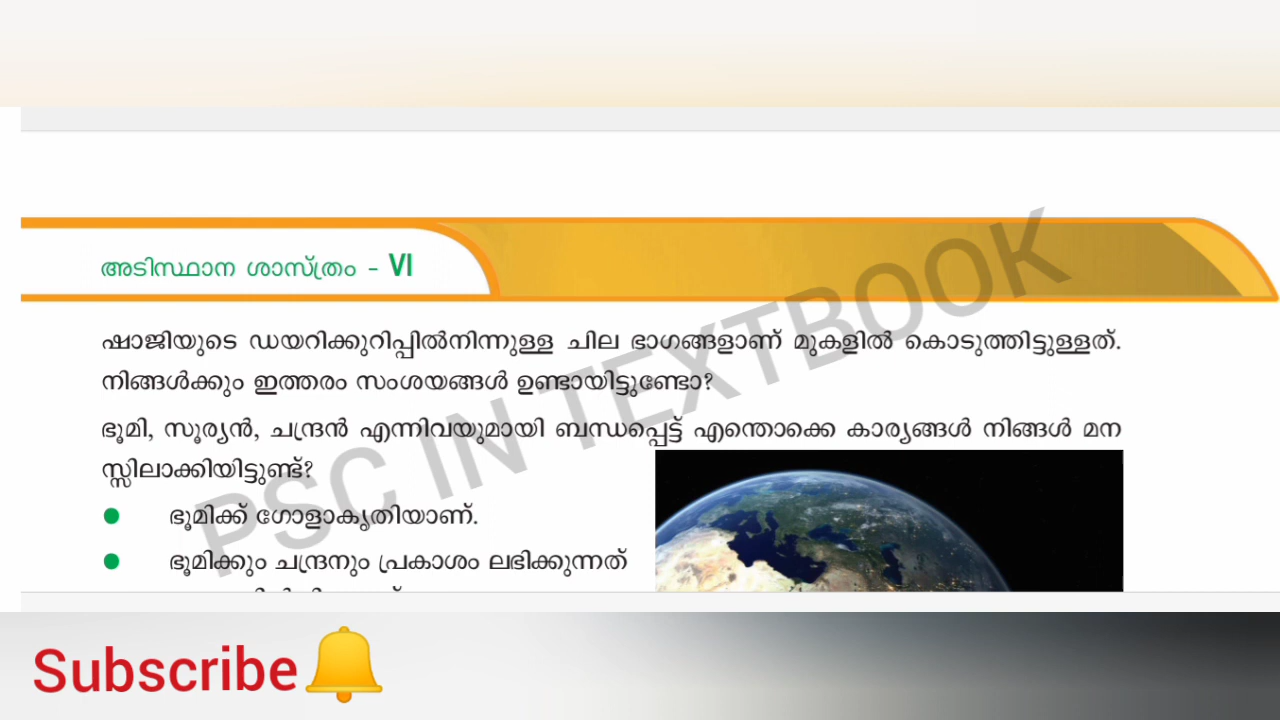 അടിസ്ഥാന ശാസ്ത്രം - VI
ഷാജിയുടെ ഡയറിക്കുറിപ്പിൽനിന്നുള്ള ചില ഭാഗങ്ങളാണ് മുകളിൽ കൊടുത്തിട്ടുള്ളത്.
നിങ്ങൾക്കും ഇത്തരം സംശയങ്ങൾ ഉണ്ടായിട്ടുണ്ടോ?
ഭൂമി, സൂര്യൻ, ചന്ദ്രൻ എന്നിവയുമായി ബന്ധപ്പെട്ട് എന്തൊക്കെ കാര്യങ്ങൾ നിങ്ങൾ മന
സ്സിലാക്കിയിട്ടുണ്ട്?
● ഭൂമിക്ക് ഗോളാകൃതിയാണ്.
● ഭൂമിക്കും ചന്ദ്രനും പ്രകാശം ലഭിക്കുന്നത്
PSC IN TEXTBOOK
Subscribe